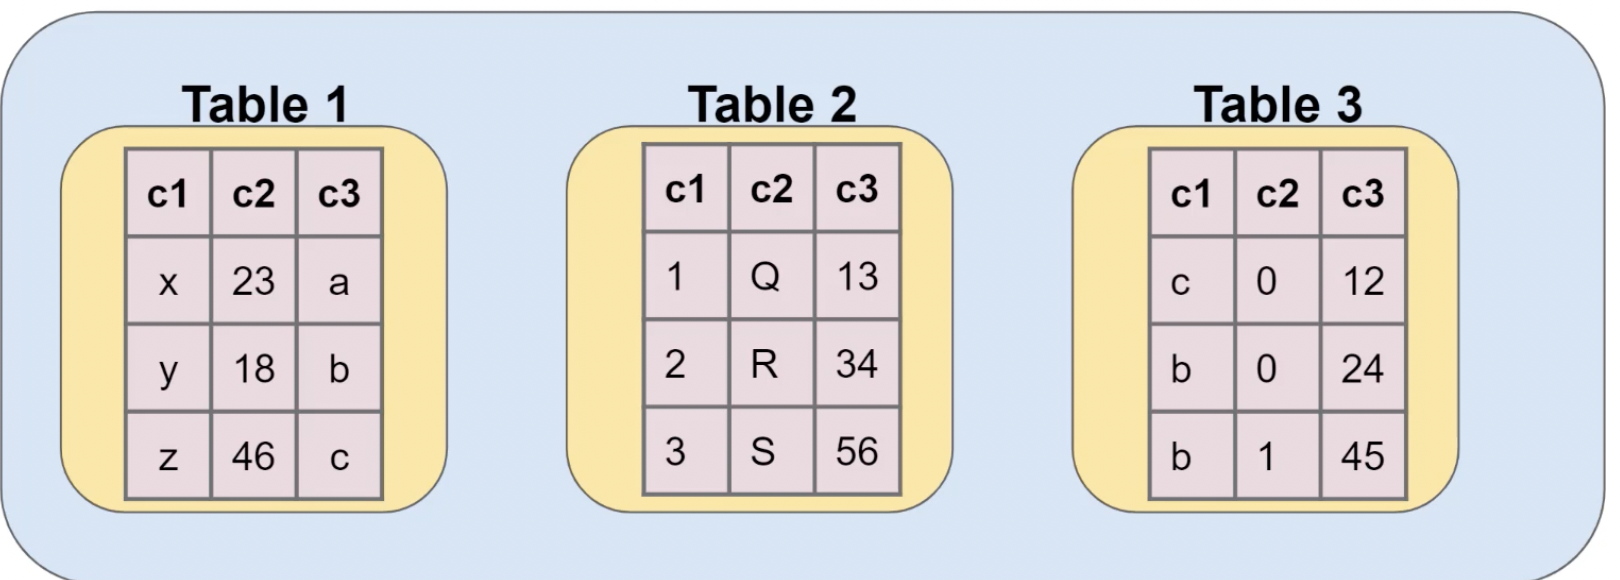 Table 1
c1 c2 c3
x 23 a
y 18 b
z 46 c
Table 2
c1 c2 c3
1 Q 13
2 R 34
3 S 56
Table 3
c1 c2 c3
c 0 12
b 0 24
b 1 45